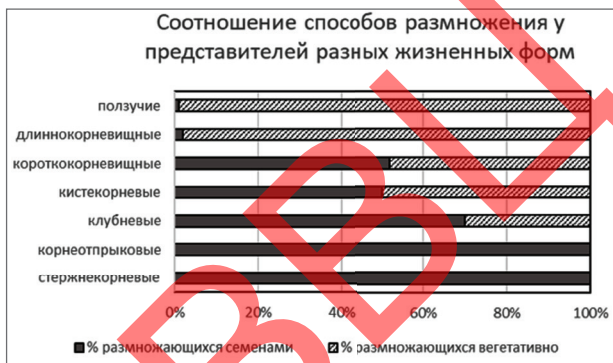 Соотношение способов размножения у
представителей разных жизненных форм
ползучие
длиннокорневищные
короткокорневищные
кистекорневые
клубневые
корнеотпрыковые
стержнекорневые
0% 20% 40% 60% 80% 100%
% размножающихся семенами % размножающихся вегетативно